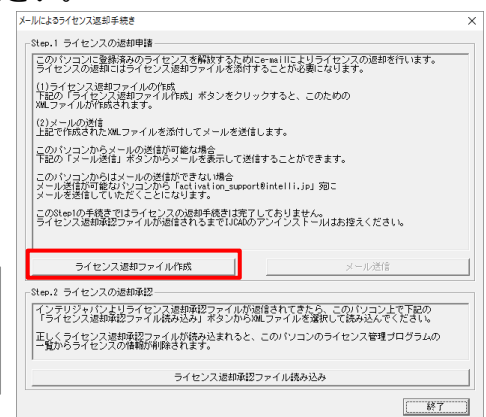 さい。
メールによるライセンス返却手続き
Step.1 ライセンスの返却申請
このパソコンに登録済みのライセンスを解放するためにe-mailによりライセンスの返却を行います。
ライセンスの返却にはライセンス返却ファイルを添付することが必要になります。
(1)ライセンス返却ファイルの作成
下記の「ライセンス返却ファイル作成」ボタンをクリックすると、このための
XMLファイルが作成されます。
(2)メールの送信
上記で作成されたXMLファイルを添付してメールを送信します。
このパソコンからメールの送信が可能な場合
下記の「メール送信」ボタンからメールを表示して送信することができます。
このパソコンからはメールの送信ができない場合
メール送信が可能なパソコンから「activation_support@intelli.jp」宛に
メールを送信していただくことになります。
このStep1の手続きではライセンスの返却手続きは完了しておりません。
ライセンス返却承認ファイルが返信されるまでIJCADのアンインストールはお控えください。
ライセンス返却ファイル作成
メール送信
Step.2 ライセンスの返却承認
インテリジャパンよりライセンス返却承認ファイルが返信されてきたら、このパソコン上で下記の
「ライセンス返却承認ファイル読み込み」ボタンからXMLファイルを選択して読み込んでください。
正しくライセンス返却承認ファイルが読み込まれると、このパソコンのライセンス管理プログラムの
一覧からライセンスの情報が削除されます。
ライセンス返却承認ファイル読み込み
終了